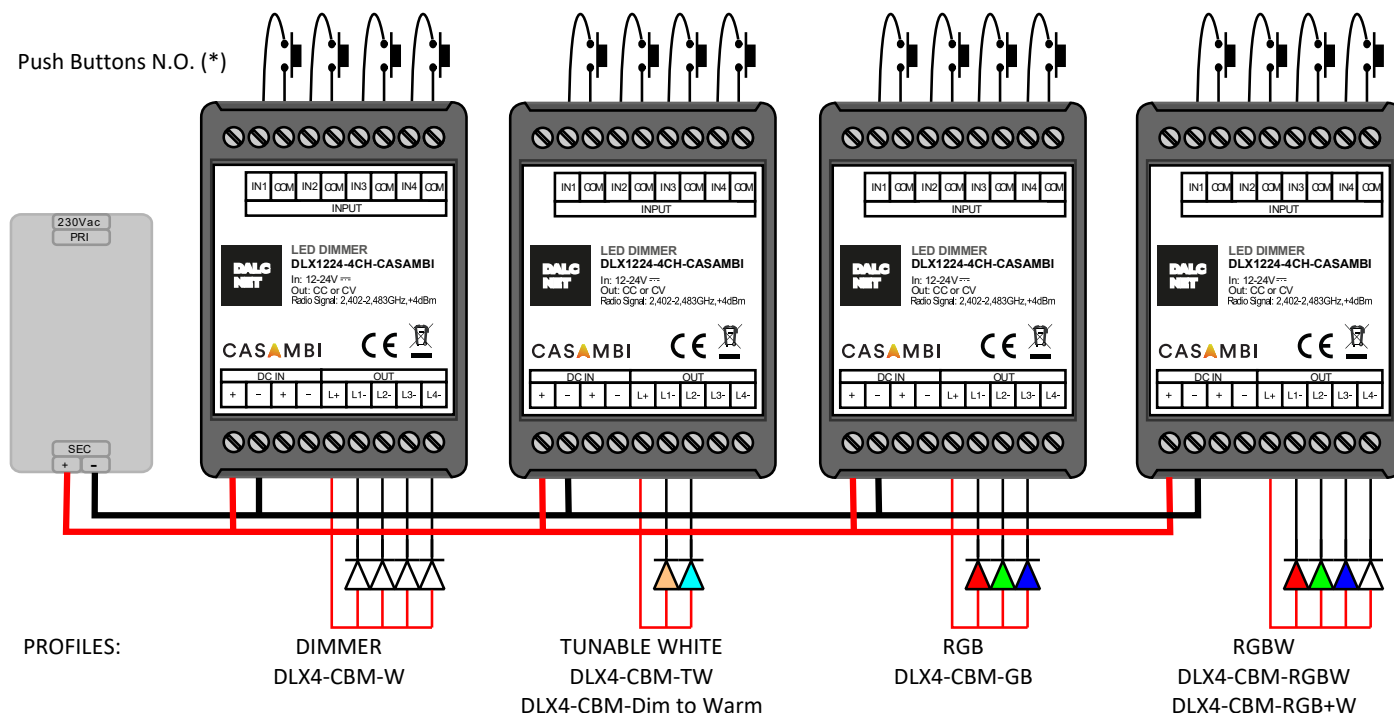 Push Buttons N.O. (*)
230Vac
PRI
SEC
+ −
IN1 COM IN2 COM IN3 COM IN4 COM
INPUT
DALC
NET
LED DIMMER
DLX1224-4CH-CASAMBI
In: 12-24V
Out: CC or CV
Radio Signal: 2,402-2,483GHz,+4dBm
CASAMBI CE
DC IN OUT
+ − + − L+ L1- L2- L3- L4-
IN1 COM IN2 COM IN3 COM IN4 COM
INPUT
DALC
NET
LED DIMMER
DLX1224-4CH-CASAMBI
In: 12-24V
Out: CC or CV
Radio Signal: 2,402-2,483GHz,+4dBm
CASAMBI CE
DC IN OUT
+ − + − L+ L1- L2- L3- L4-
IN1 COM IN2 COM IN3 COM IN4 COM
INPUT
DALC
NET
LED DIMMER
DLX1224-4CH-CASAMBI
In: 12-24V
Out: CC or CV
Radio Signal: 2,402-2,483GHz,+4dBm
CASAMBI CE
DC IN OUT
+ − + − L+ L1- L2- L3- L4-
IN1 COM IN2 COM IN3 COM IN4 COM
INPUT
DALC
NET
LED DIMMER
DLX1224-4CH-CASAMBI
In: 12-24V
Out: CC or CV
Radio Signal: 2,402-2,483GHz,+4dBm
CASAMBI CE
DC IN OUT
+ − + − L+ L1- L2- L3- L4-
PROFILES:
DIMMER
DLX4-CBM-W
TUNABLE WHITE
DLX4-CBM-TW
DLX4-CBM-Dim to Warm
RGB
DLX4-CBM-GB
RGBW
DLX4-CBM-RGBW
DLX4-CBM-RGB+W